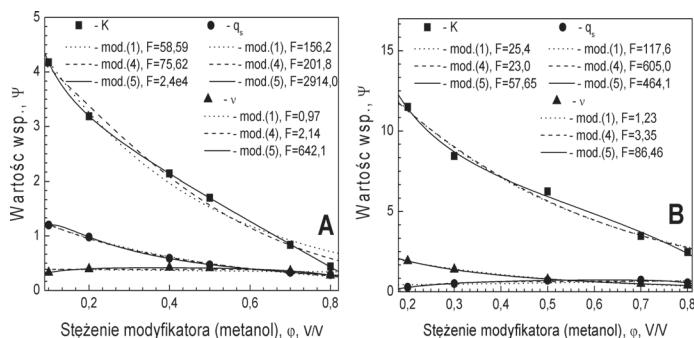 - K
- qs
- mod.(1), F=58,59
- mod.(1), F=156,2
- mod.(4), F=75,62
- mod.(4), F=201,8
- mod.(5), F=2,4e4
- mod.(5), F=2914,0
- ν
- mod.(1), F=0,97
- mod.(4), F=2,14
- mod.(5), F=642,1
A
Wartość wsp., Ψ
5
4
3
2
1
0
0,2
0,4
0,6
0,8
Stężenie modyfikatora (metanol), φ, V/V
- K
- qs
- mod.(1), F=25,4
- mod.(1), F=117,6
- mod.(4), F=23,0
- mod.(4), F=605,0
- mod.(5), F=57,65
- mod.(5), F=464,1
- ν
- mod.(1), F=1,23
- mod.(4), F=3,35
- mod.(5), F=86,46
B
Wartość wsp., Ψ
15
10
5
0
0,2
0,3
0,4
0,5
0,6
0,7
0,8
Stężenie modyfikatora (metanol), φ, V/V